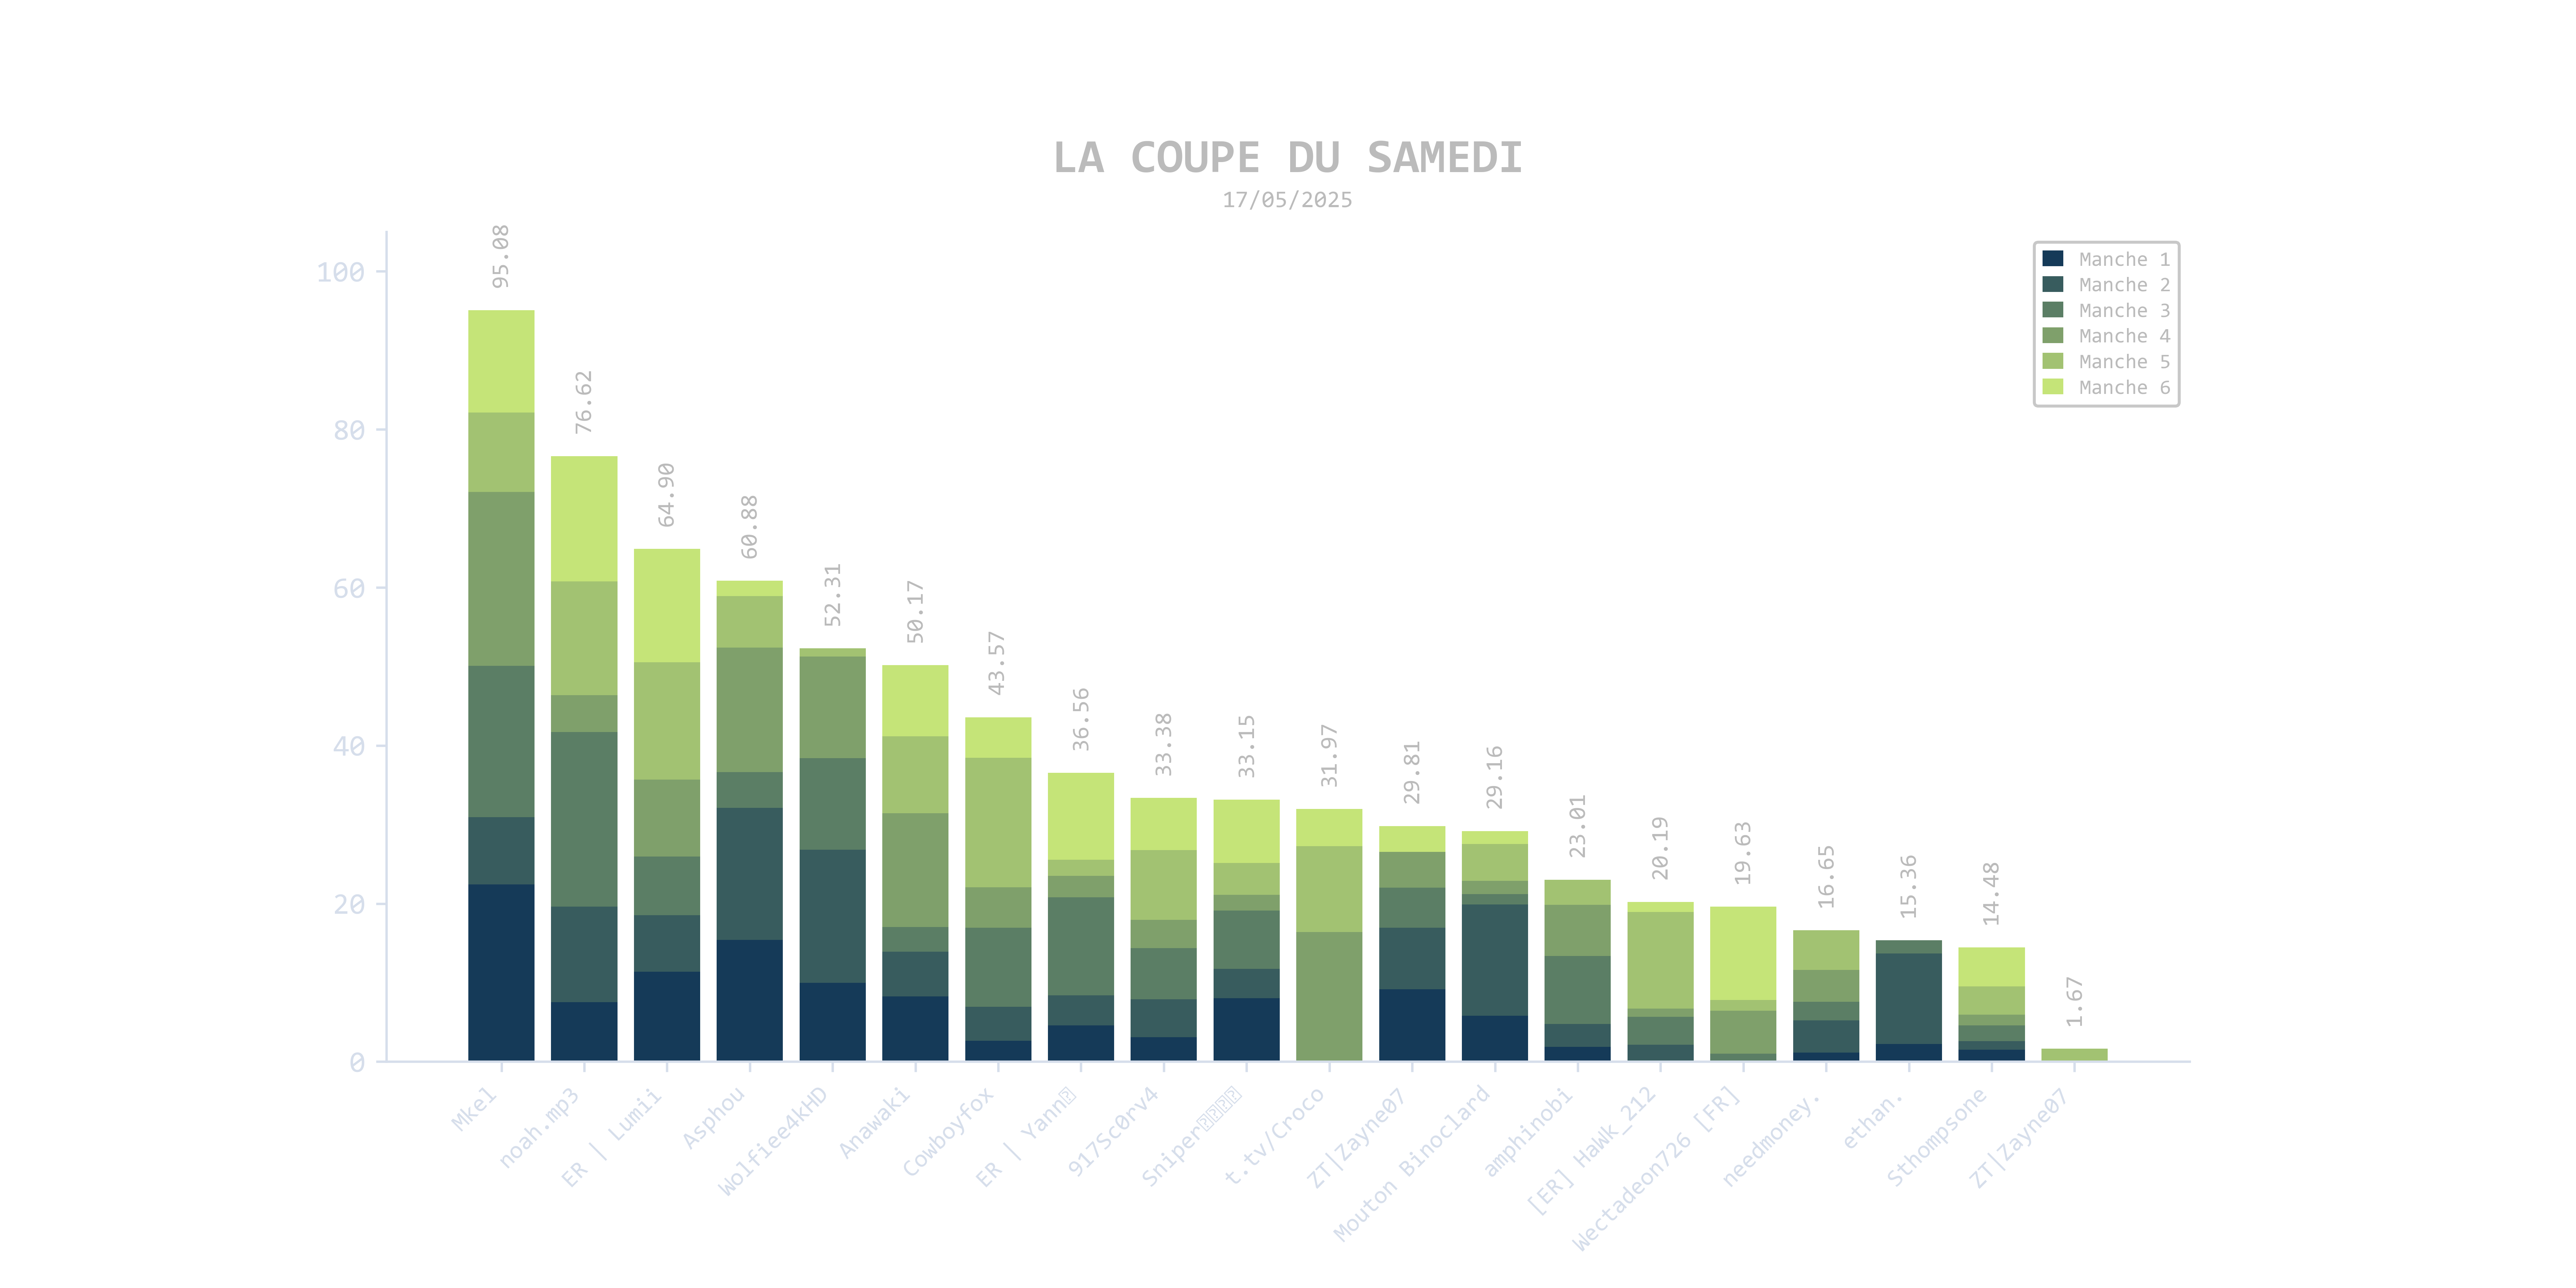 LA COUPE DU SAMEDI
17/05/2025
100
80
60
40
20
0
95.08
76.62
64.90
60.88
52.31
50.17
43.57
36.56
33.38
33.15
31.97
29.81
29.16
23.01
20.19
19.63
16.65
15.36
14.48
1.67
Manche 1
Manche 2
Manche 3
Manche 4
Manche 5
Manche 6
Mkel
noah.mp3
ER | Lumii
Asphou
Wolfiee4kHD
Anawaki
Cowboyfox
ER | Yann
917Sc0rv4
Sniper
t.tv/Croco
ZT|Zayne07
Mouton Binoclard
amphinobi
[ER] HaWk_212
Wectadeon726 [FR]
needmoney.
ethan.
Sthompsone
ZT|Zayne07